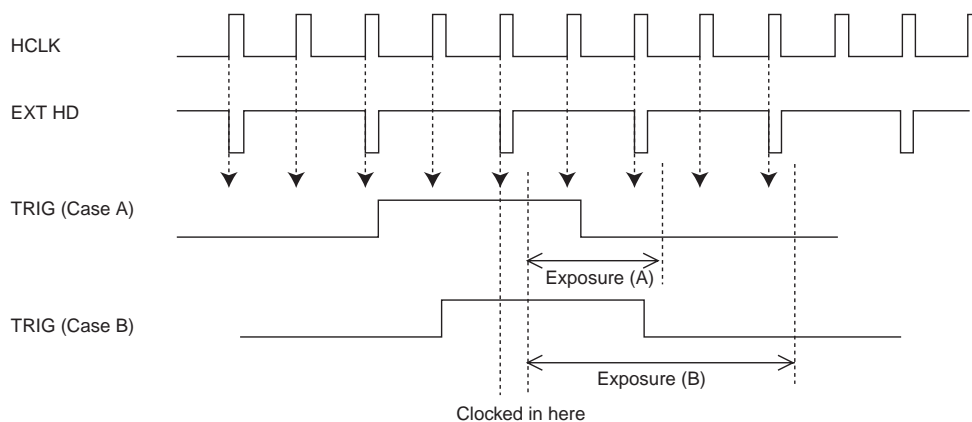 HCLK
EXT HD
TRIG (Case A)
Exposure (A)
TRIG (Case B)
Exposure (B)
Clocked in here